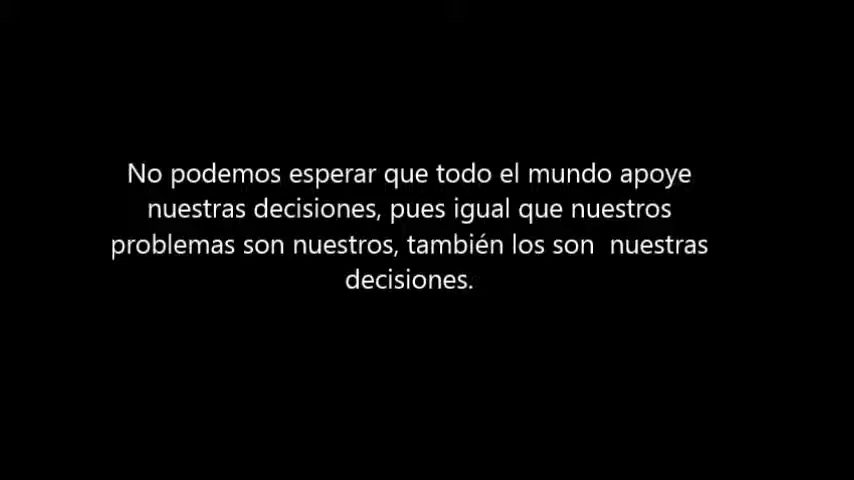 No podemos esperar que todo el mundo apoye
nuestras decisiones, pues igual que nuestros
problemas son nuestros, también los son  nuestras
decisiones.